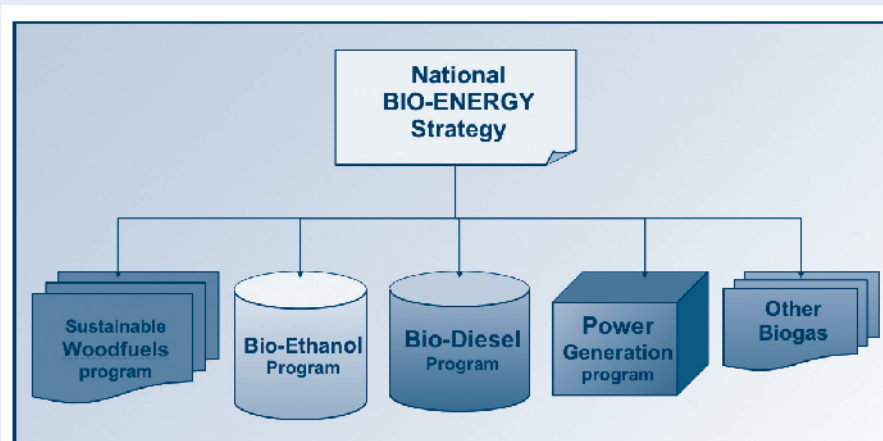 National
BIO-ENERGY
Strategy
Sustainable
Woodfuels
program
Bio-Ethanol
Program
Bio-Diesel
Program
Power
Generation
program
Other
Biogas